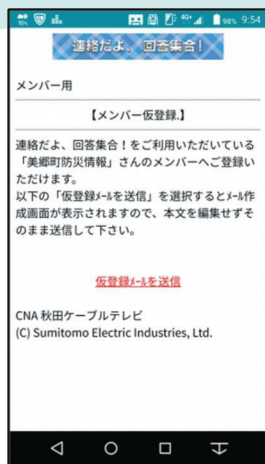 70%
4G+
98%
9:54
連絡だよ、回答集合！
メンバー用
【メンバー仮登録.】
連絡だよ、回答集合！をご利用いただいている
「美郷町防災情報」さんのメンバーへご登録い
ただけます。
以下の「仮登録ﾒｰﾙを送信」を選択するとﾒｰﾙ作
成画面が表示されますので、本文を編集せずそ
のまま送信して下さい。
仮登録ﾒｰﾙを送信
CNA 秋田ケーブルテレビ
(C) Sumitomo Electric Industries, Ltd.